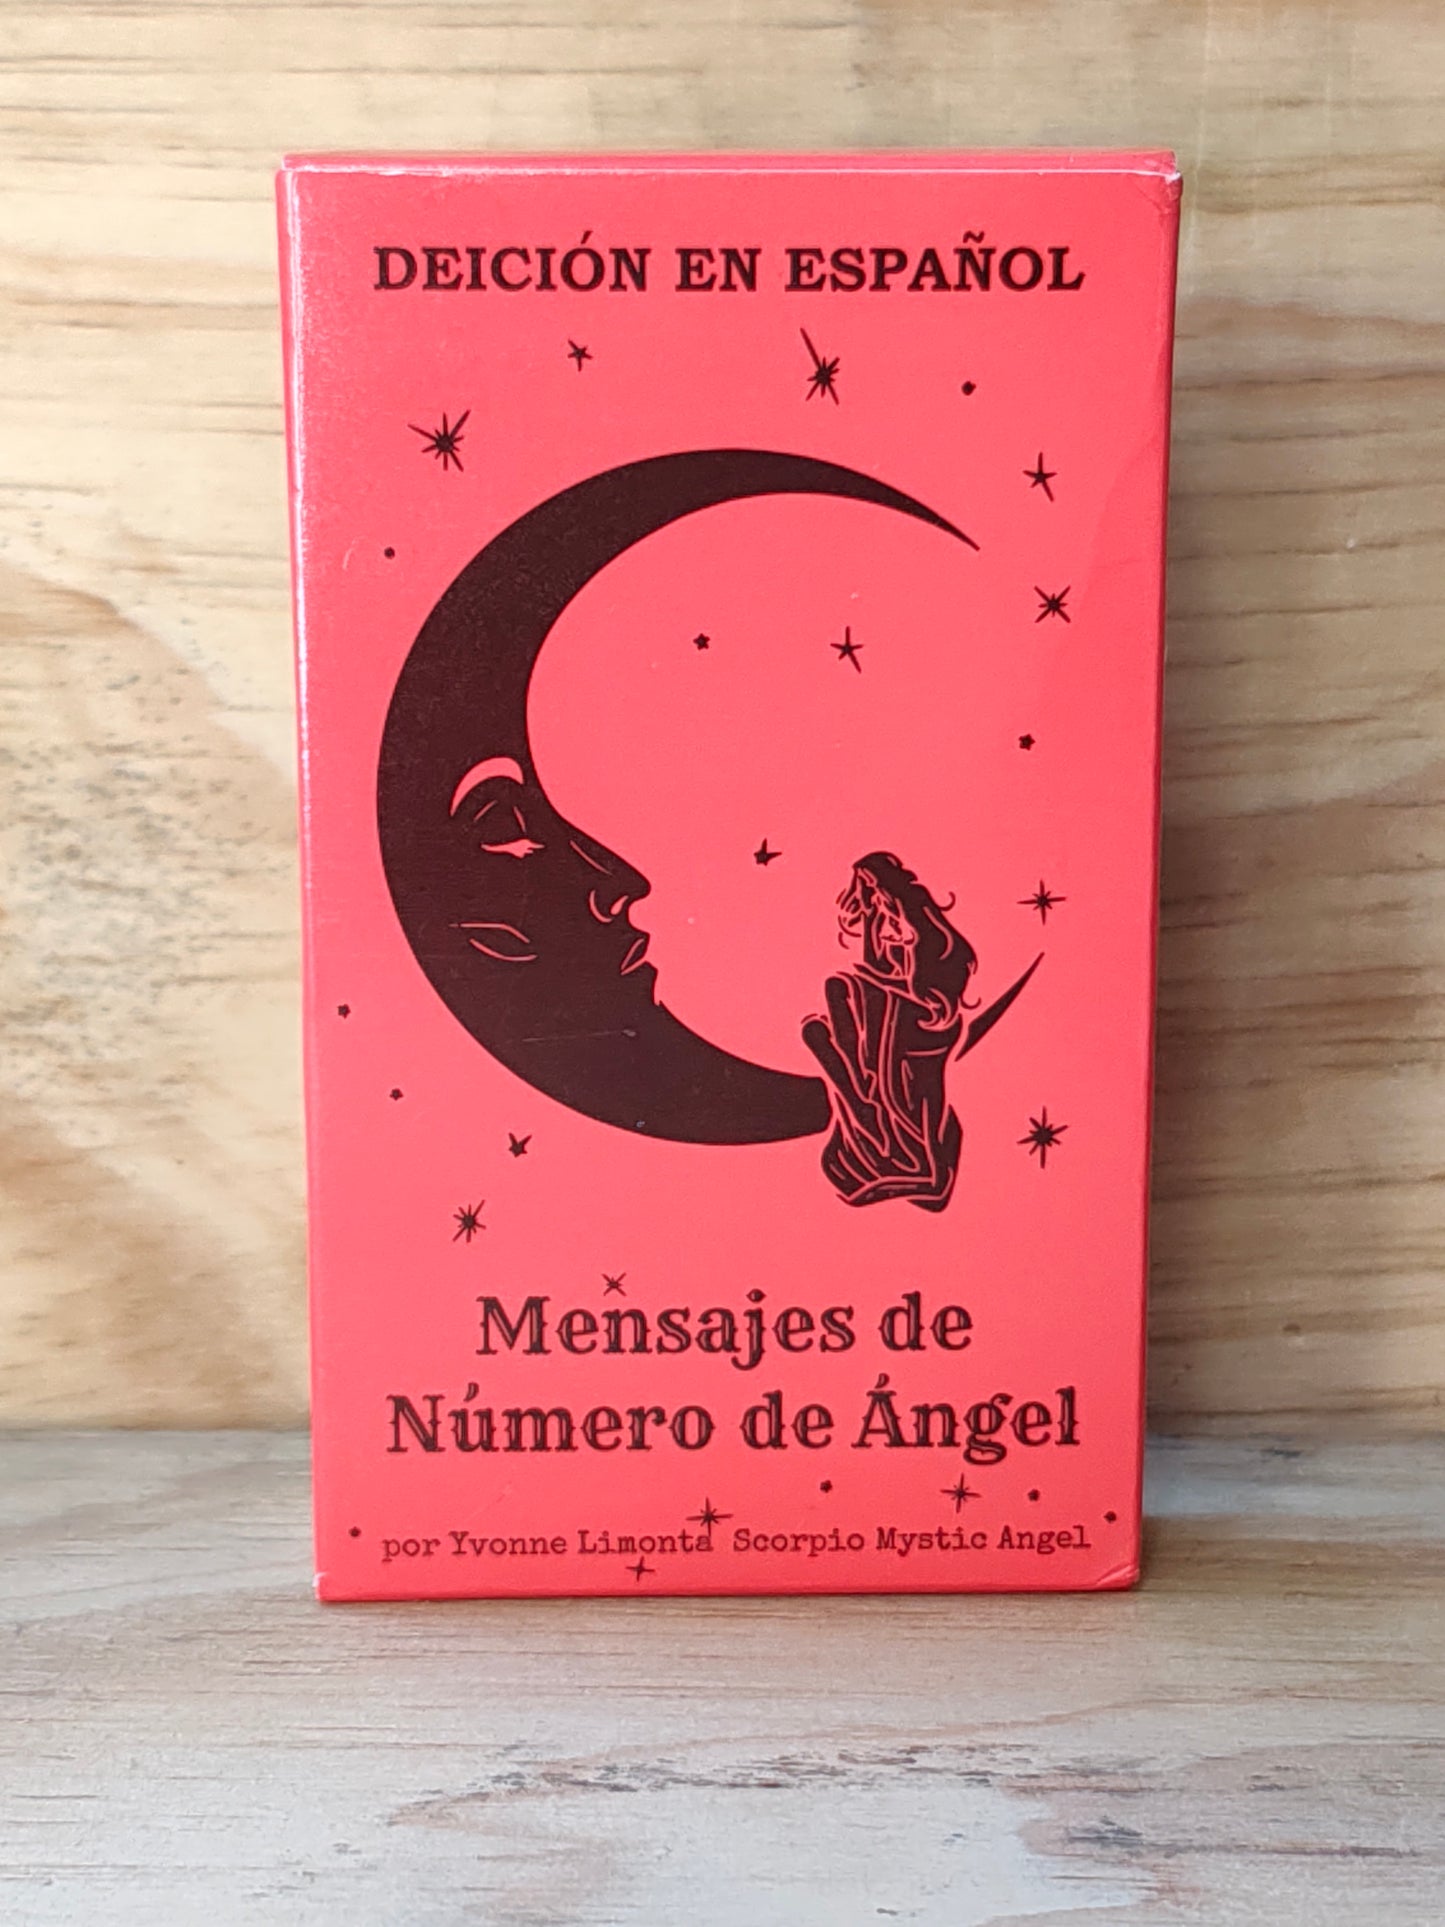 DEICIÓN EN ESPAÑOL
Mensajes de
Número de Ángel
por Yvonne Limonta Scorpio Mystic Angel